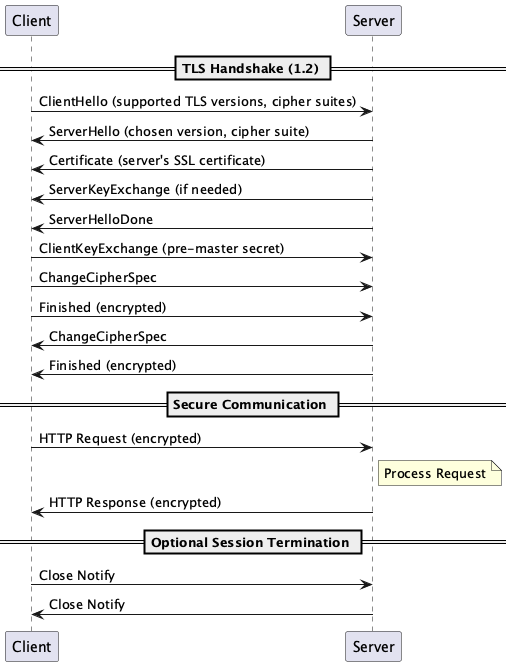 Client Server
TLS Handshake (1.2)
ClientHello (supported TLS versions, cipher suites)
ServerHello (chosen version, cipher suite)
Certificate (server's SSL certificate)
ServerKeyExchange (if needed)
ServerHelloDone
ClientKeyExchange (pre-master secret)
ChangeCipherSpec
Finished (encrypted)
ChangeCipherSpec
Finished (encrypted)
Secure Communication
HTTP Request (encrypted)
Process Request
HTTP Response (encrypted)
Optional Session Termination
Close Notify
Close Notify
Client Server